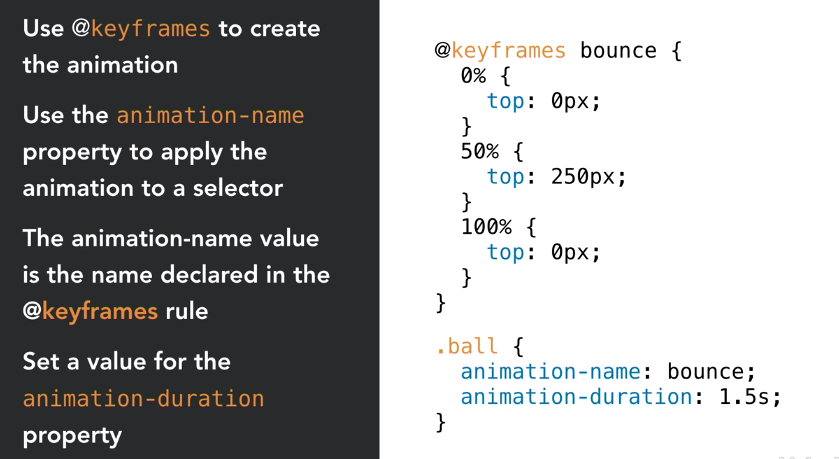 Use @keyframes to create
the animation
Use the animation-name
property to apply the
animation to a selector
The animation-name value
is the name declared in the
@keyframes rule
Set a value for the
animation-duration
property
@keyframes bounce {
  0% {
    top: 0px;
  }
  50% {
    top: 250px;
  }
  100% {
    top: 0px;
  }
}
.ball {
  animation-name: bounce;
  animation-duration: 1.5s;
}